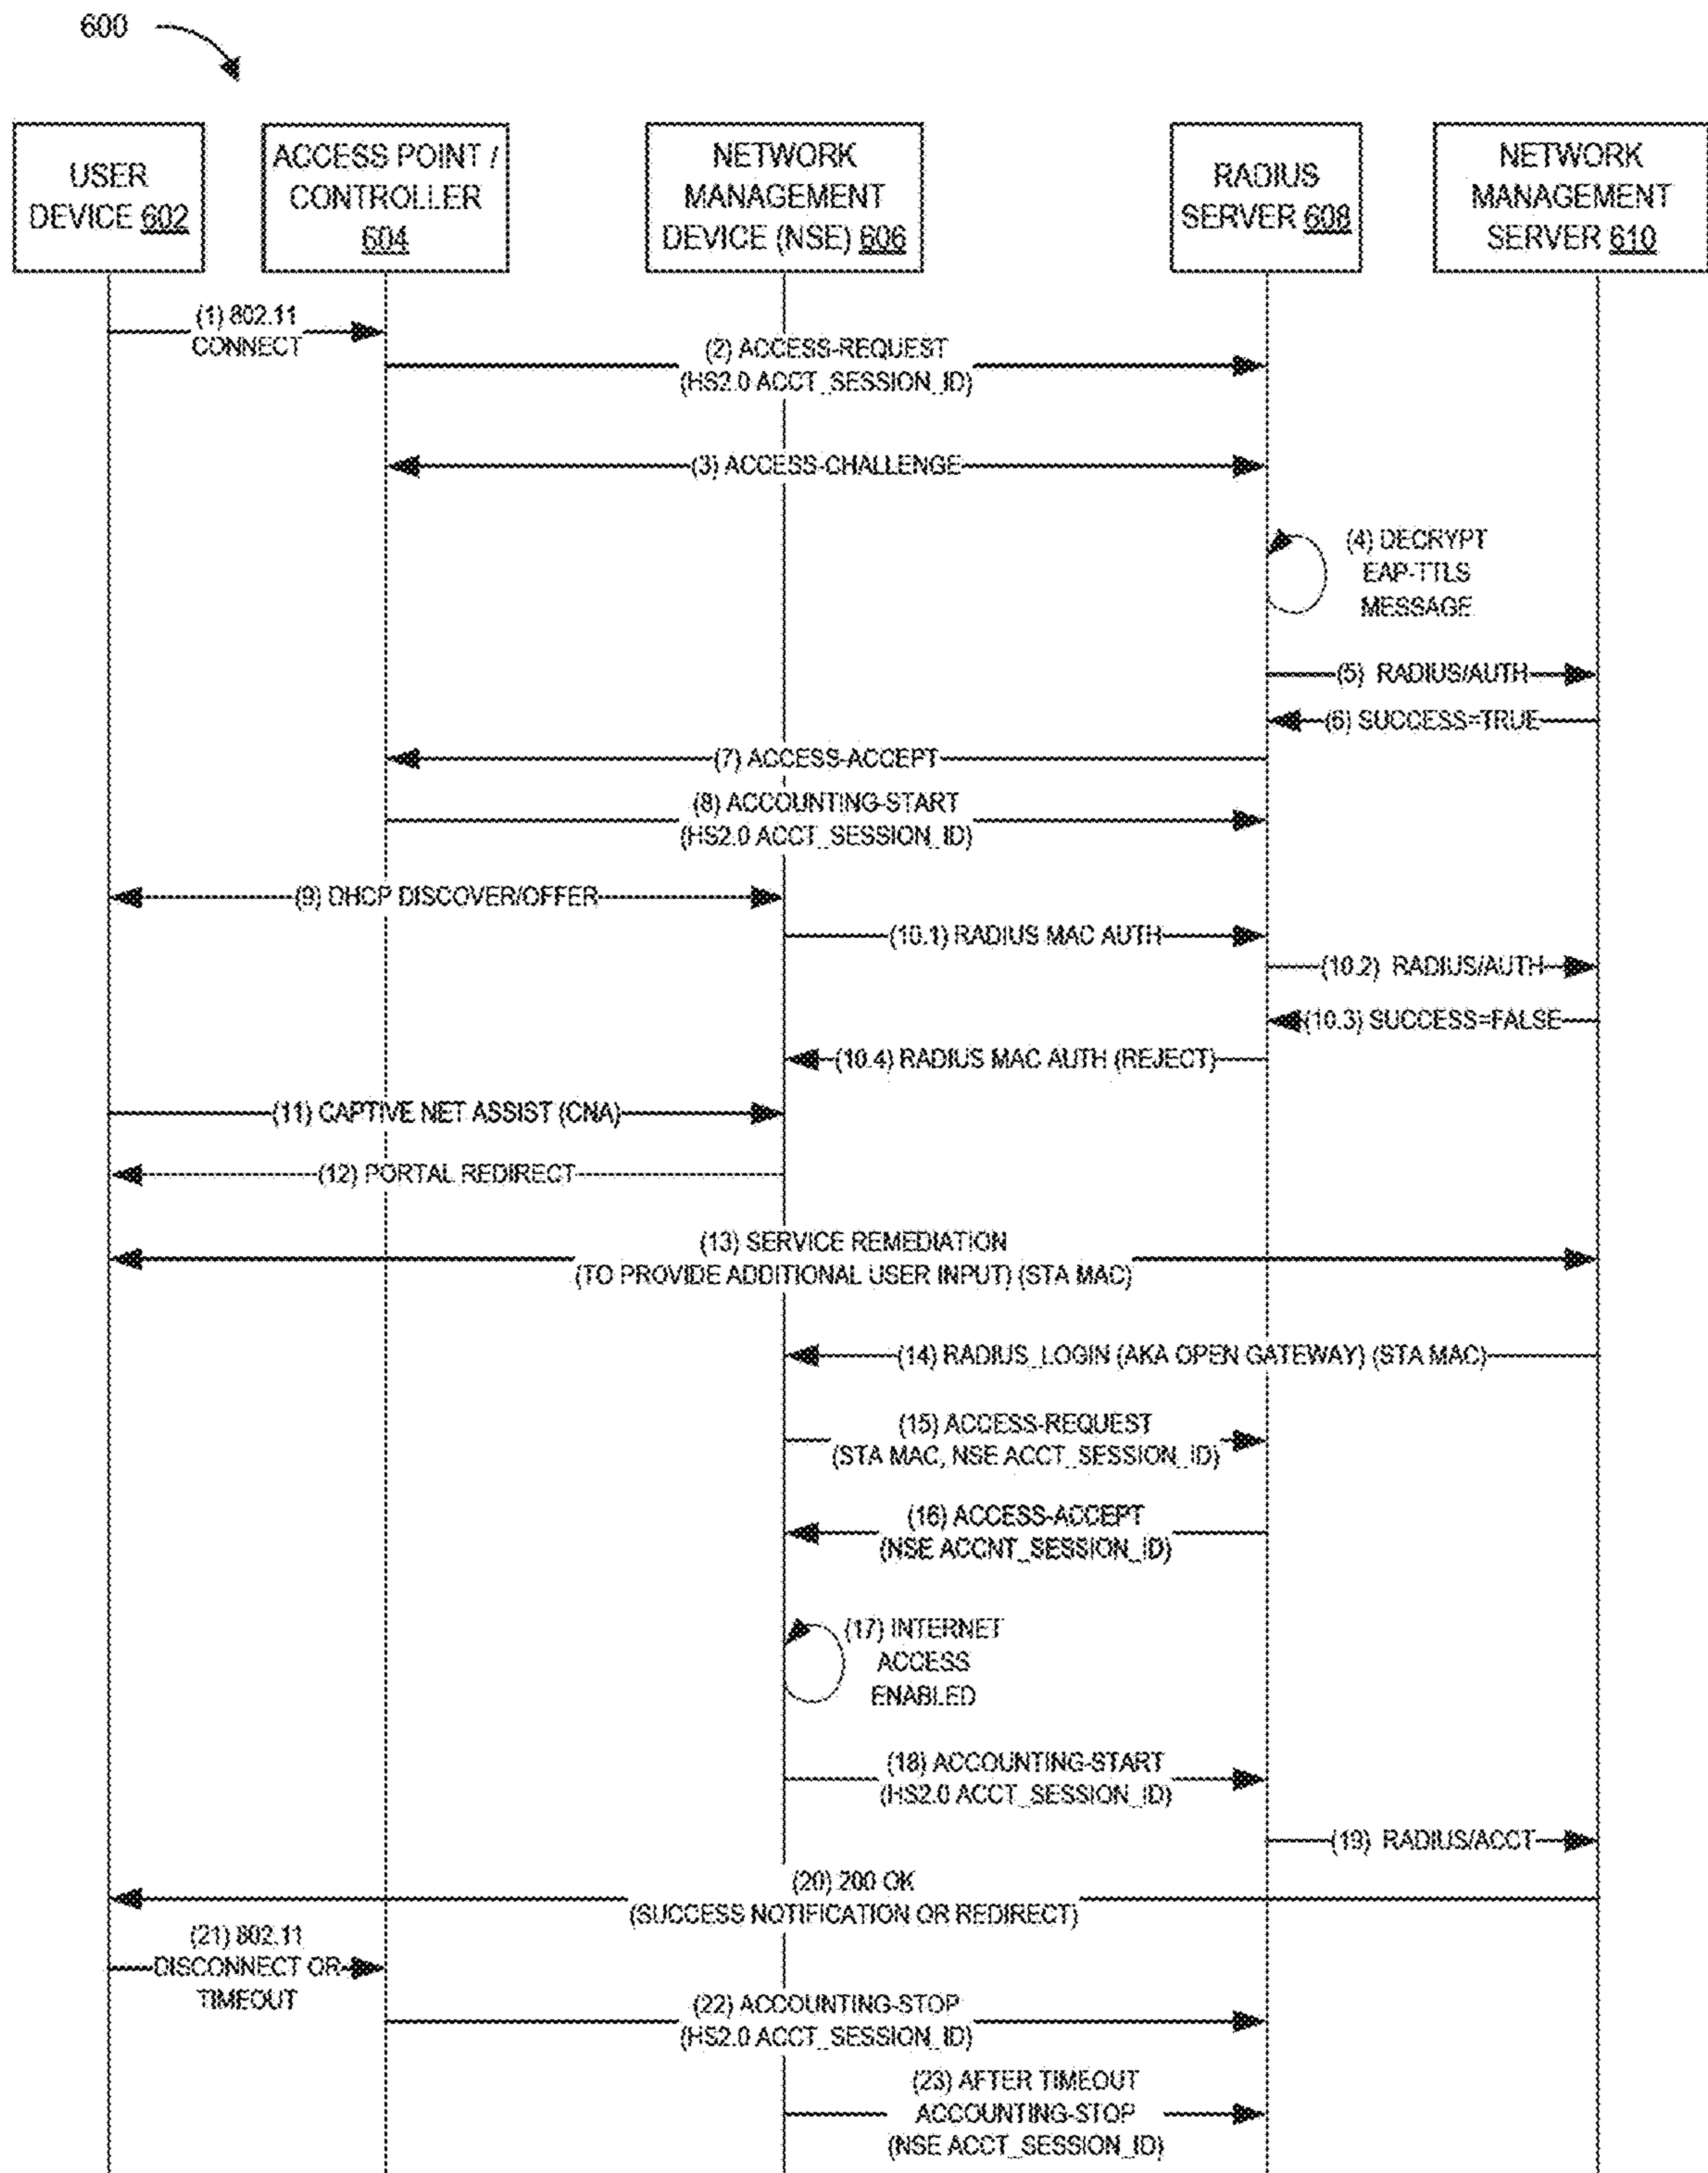 600
USER
DEVICE 602
ACCESS POINT /
CONTROLLER
604
NETWORK
MANAGEMENT
DEVICE (NSE) 606
RADIUS
SERVER 608
NETWORK
MANAGEMENT
SERVER 610
(1) 802.11
CONNECT
(2) ACCESS-REQUEST
(HS2.0 ACCT_SESSION_ID)
(3) ACCESS-CHALLENGE
(4) DECRYPT
EAP-TTLS
MESSAGE
(5) RADIUS/AUTH
(6) SUCCESS=TRUE
(7) ACCESS-ACCEPT
(8) ACCOUNTING-START
(HS2.0 ACCT_SESSION_ID)
(9) DHCP DISCOVER/OFFER
(10.1) RADIUS MAC AUTH
(10.2) RADIUS/AUTH
(10.3) SUCCESS=FALSE
(10.4) RADIUS MAC AUTH (REJECT)
(11) CAPTIVE NET ASSIST (CNA)
(12) PORTAL REDIRECT
(13) SERVICE REMEDIATION
(TO PROVIDE ADDITIONAL USER INPUT) (STA MAC)
(14) RADIUS_LOGIN (AKA OPEN GATEWAY) (STA MAC)
(15) ACCESS-REQUEST
(STA MAC, NSE ACCT_SESSION_ID)
(16) ACCESS-ACCEPT
(NSE ACCNT_SESSION_ID)
(17) INTERNET
ACCESS
ENABLED
(18) ACCOUNTING-START
(HS2.0 ACCT_SESSION_ID)
(19) RADIUS/ACCT
(20) 200 OK
(SUCCESS NOTIFICATION OR REDIRECT)
(21) 802.11
DISCONNECT OR
TIMEOUT
(22) ACCOUNTING-STOP
(HS2.0 ACCT_SESSION_ID)
(23) AFTER TIMEOUT
ACCOUNTING-STOP
(NSE ACCT_SESSION_ID)